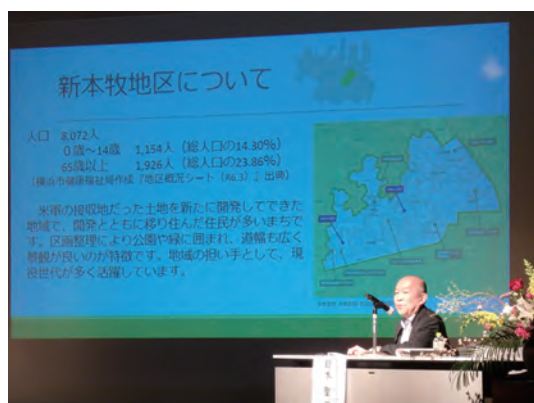 新本牧地区について
人口 8,072人
0歳～14歳 1,154人（総人口の14.30%）
65歳以上 1,926人（総人口の23.86%）
（横浜市健康福祉局作成『地区概況シート（R6.3）』出典）
米軍の接収地だった土地を新たに開発してできた
地域で、開発とともに移り住んだ住民が多いまちで
す。区画整理により公園や緑に囲まれ、道幅も広く
景観が良いのが特徴です。地域の担い手として、現
役世代が多く活躍しています。